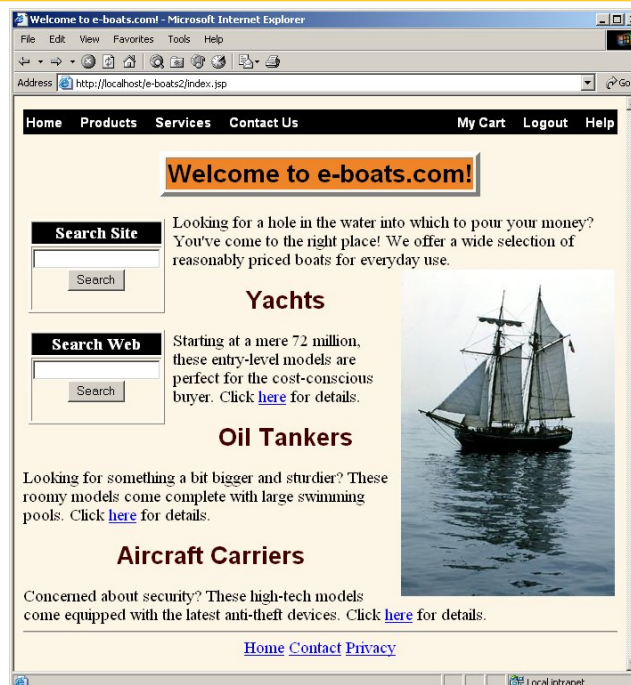 Welcome to e-boats.com! - Microsoft Internet Explorer
File Edit View Favorites Tools Help
Address http://localhost/e-boats2/index.jsp Go
Home Products Services Contact Us My Cart Logout Help
Welcome to e-boats.com!
Search Site
Search
Looking for a hole in the water into which to pour your money?
You've come to the right place! We offer a wide selection of
reasonably priced boats for everyday use.
Yachts
Search Web
Search
Starting at a mere 72 million,
these entry-level models are
perfect for the cost-conscious
buyer. Click here for details.
Oil Tankers
Looking for something a bit bigger and sturdier? These
roomy models come complete with large swimming
pools. Click here for details.
Aircraft Carriers
Concerned about security? These high-tech models
come equipped with the latest anti-theft devices. Click here for details.
Home Contact Privacy
Local intranet